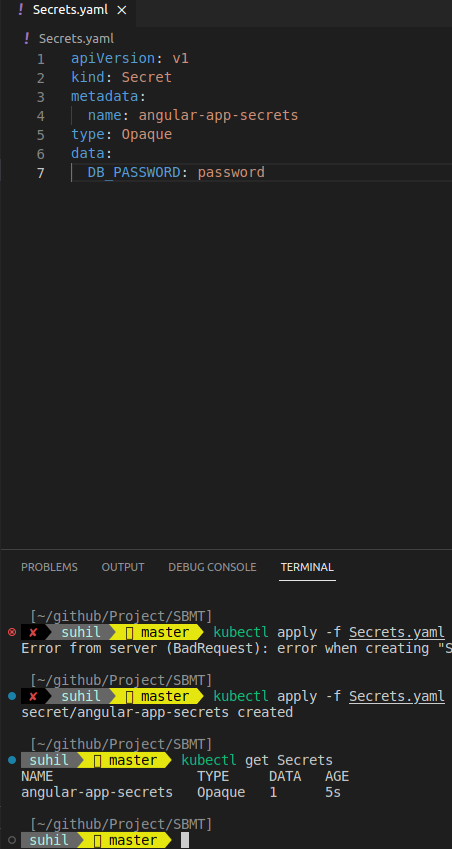 ! Secrets.yaml ×
! Secrets.yaml
1 apiVersion: v1
2 kind: Secret
3 metadata:
4   name: angular-app-secrets
5 type: Opaque
6 data:
7   DB_PASSWORD: password
PROBLEMS OUTPUT DEBUG CONSOLE TERMINAL
[~/github/Project/SBMT]
✘ suhil master kubectl apply -f Secrets.yaml
Error from server (BadRequest): error when creating "S
[~/github/Project/SBMT]
✘ suhil master kubectl apply -f Secrets.yaml
secret/angular-app-secrets created
[~/github/Project/SBMT]
suhil master kubectl get Secrets
NAME TYPE DATA AGE
angular-app-secrets Opaque 1 5s
[~/github/Project/SBMT]
suhil master